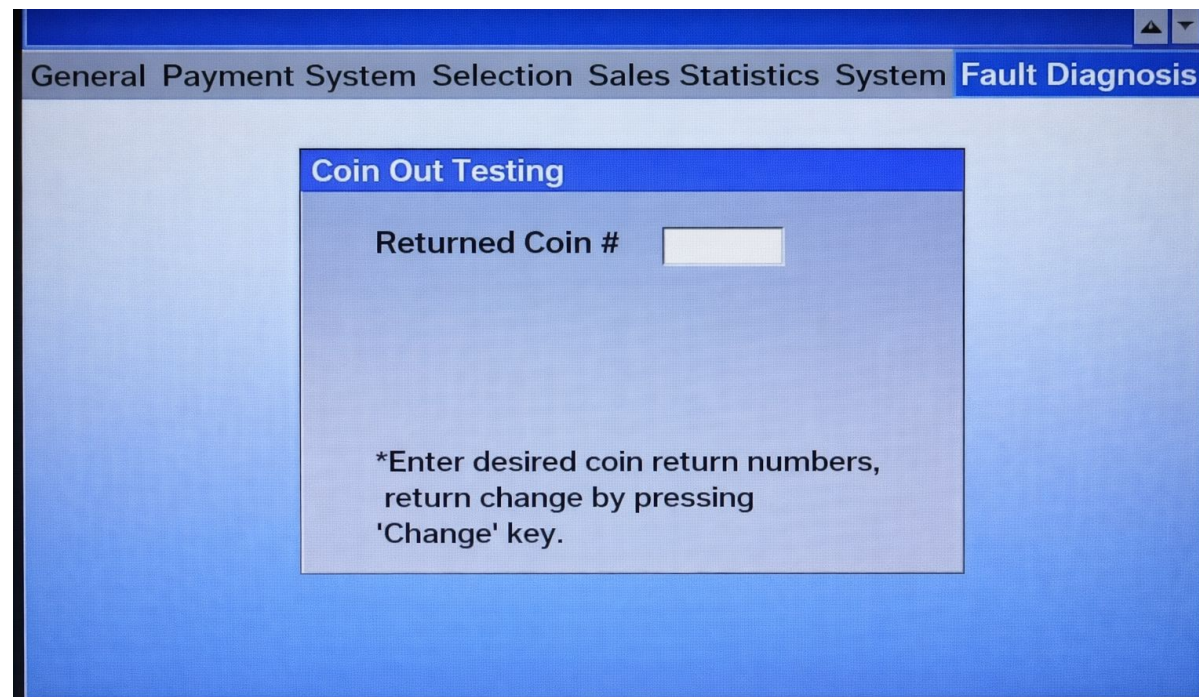 General Payment System Selection Sales Statistics System Fault Diagnosis
Coin Out Testing
Returned Coin #
*Enter desired coin return numbers,
return change by pressing
'Change' key.